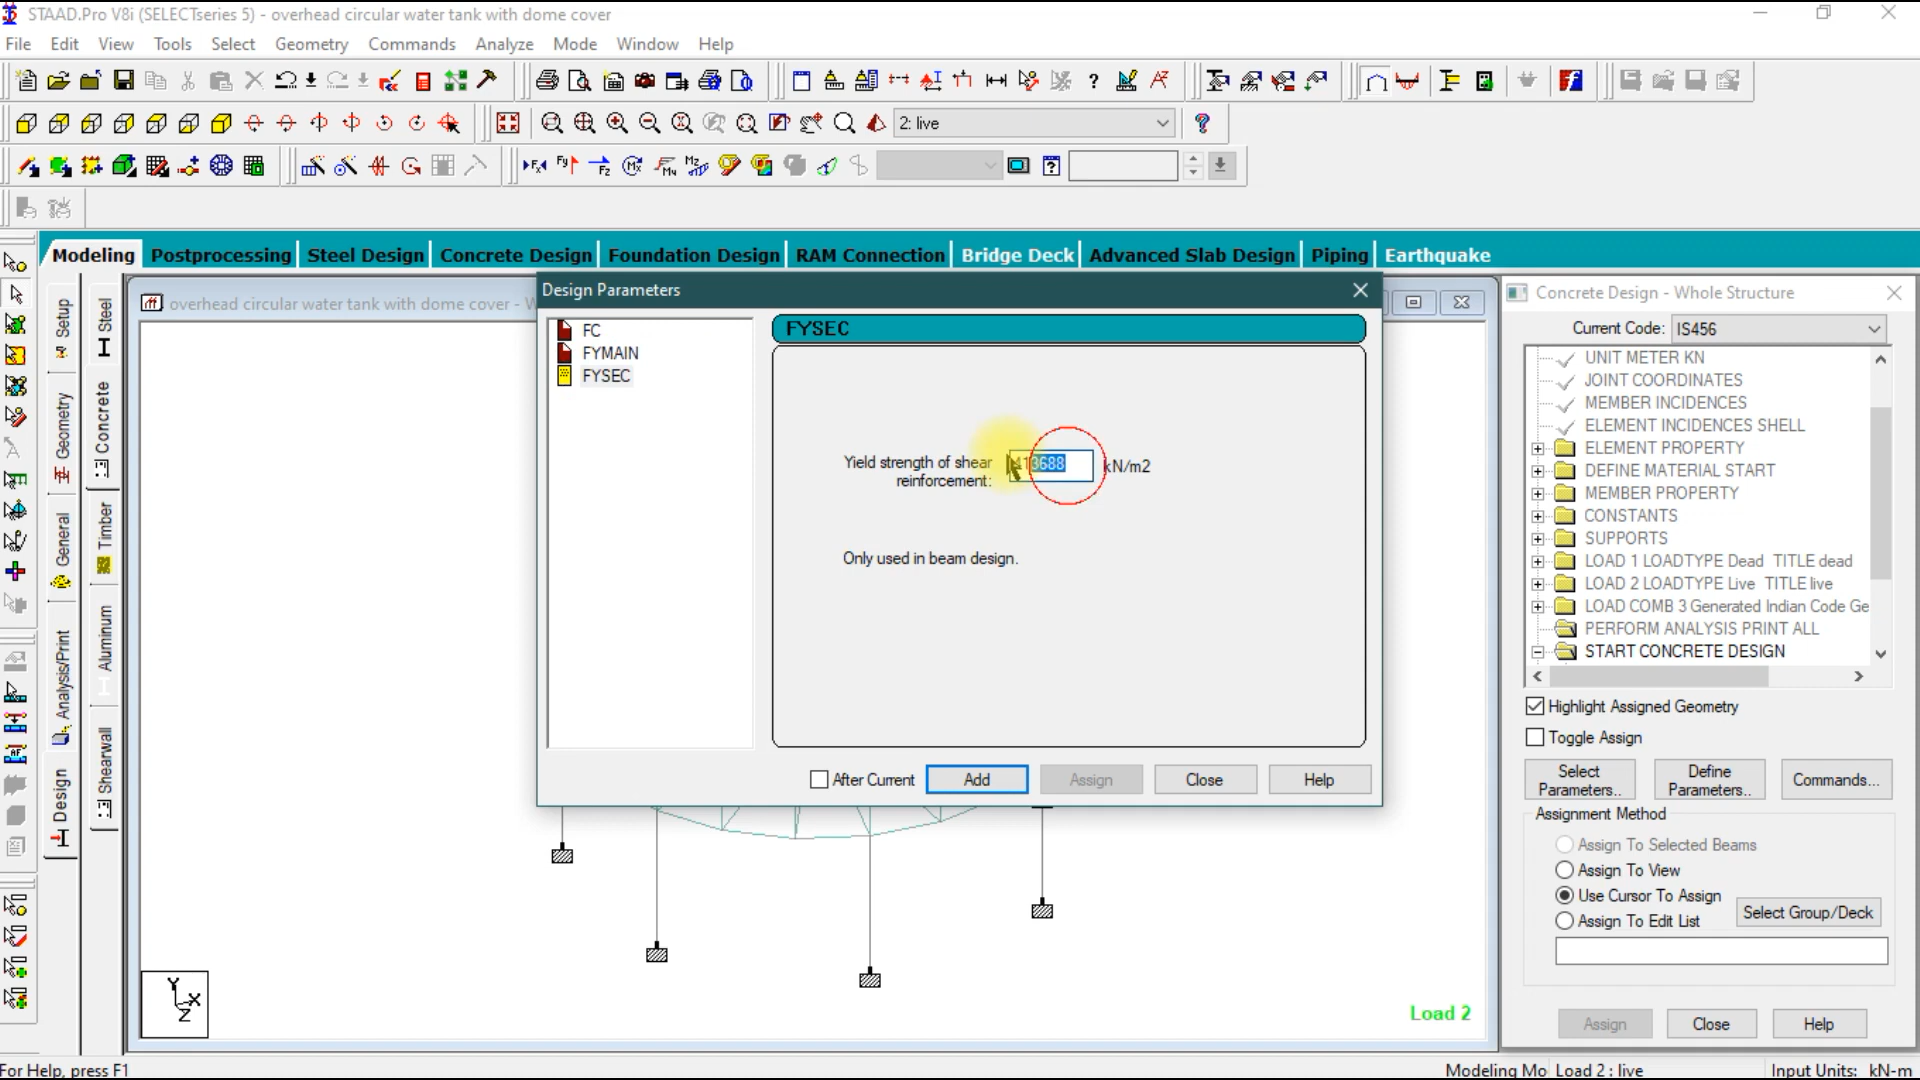 STAAD.Pro V8i (SELECTseries 5) - overhead circular water tank with dome cover
File Edit View Tools Select Geometry Commands Analyze Mode Window Help
2: live
Modeling Postprocessing Steel Design Concrete Design Foundation Design RAM Connection Bridge Deck Advanced Slab Design Piping Earthquake
Setup
Geometry
General
Analysis/Print
Design
Steel
Concrete
Timber
Aluminum
Shearwall
overhead circular water tank with dome cover -
Design Parameters
FC
FYMAIN
FYSEC
FYSEC
Yield strength of shear
reinforcement:
kN/m2
Only used in beam design.
After Current
Add
Assign
Close
Help
Y
X
Z
Load 2
Concrete Design - Whole Structure
Current Code: IS456
UNIT METER KN
JOINT COORDINATES
MEMBER INCIDENCES
ELEMENT INCIDENCES SHELL
ELEMENT PROPERTY
DEFINE MATERIAL START
MEMBER PROPERTY
CONSTANTS
SUPPORTS
LOAD 1 LOADTYPE Dead TITLE dead
LOAD 2 LOADTYPE Live TITLE live
LOAD COMB 3 Generated Indian Code Ge
PERFORM ANALYSIS PRINT ALL
START CONCRETE DESIGN
Highlight Assigned Geometry
Toggle Assign
Select
Parameters..
Define
Parameters..
Commands...
Assignment Method
Assign To Selected Beams
Assign To View
Use Cursor To Assign
Assign To Edit List
Select Group/Deck
Assign
Close
Help
For Help, press F1
Modeling Mo
Load 2 : live
Input Units: kN-m